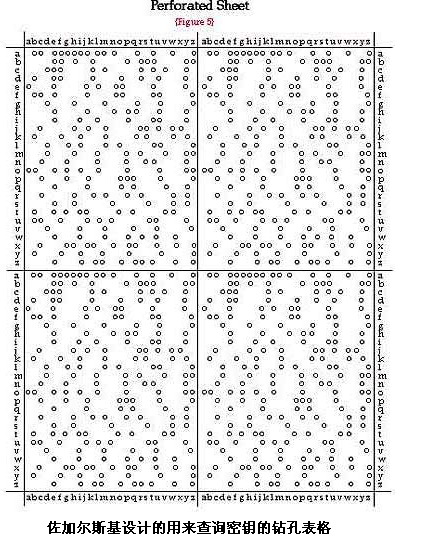 Perforated Sheet
{Figure 5}
abcdefghijklmnopqrstuvwxyz abcdefghijklmnopqrstuvwxyz
a a
b b
c c
d d
e e
f f
g g
h h
i i
j j
k k
l l
m m
n n
o o
p p
q q
r r
s s
t t
u u
v v
w w
x x
y y
z z
a a
b b
c c
d d
e e
f f
g g
h h
i i
j j
k k
l l
m m
n n
o o
p p
q q
r r
s s
t t
u u
v v
w w
x x
y y
z z
abcdefghijklmnopqrstuvwxyz abcdefghijklmnopqrstuvwxyz
佐加尔斯基设计的用来查询密钥的钻孔表格